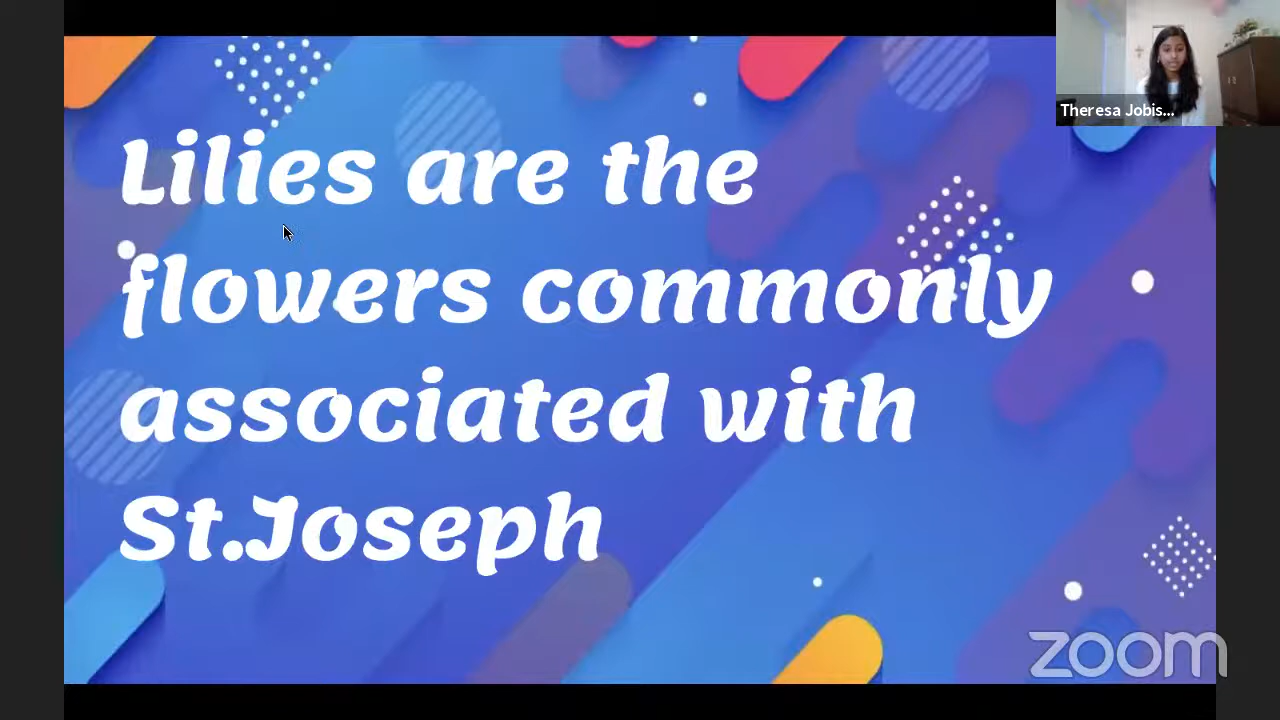 Theresa Jobis...
Lilies are the
flowers commonly
associated with
St.Joseph
zoom